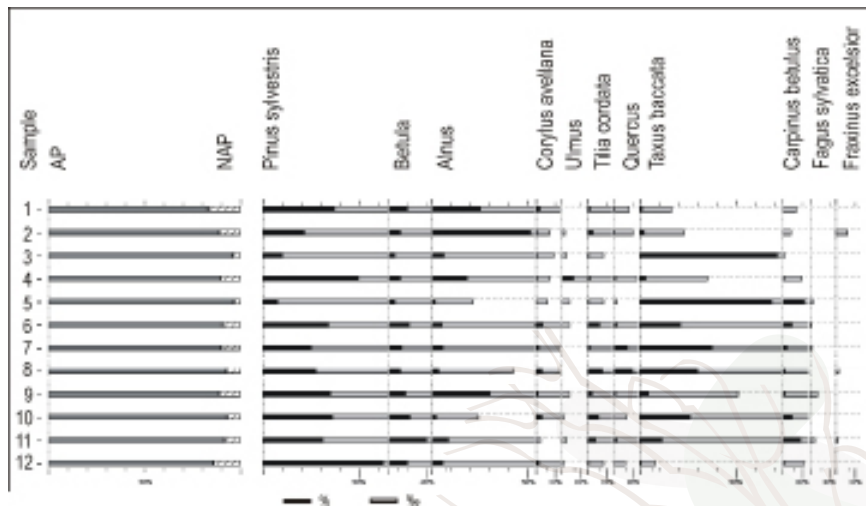 Sample
AP
NAP
Pinus sylvestris
Betula
Alnus
Corylus avellana
Ulmus
Tilia cordata
Quercus
Taxus baccata
Carpinus betulus
Fagus sylvatica
Fraxinus excelsior
1
2
3
4
5
6
7
8
9
10
11
12